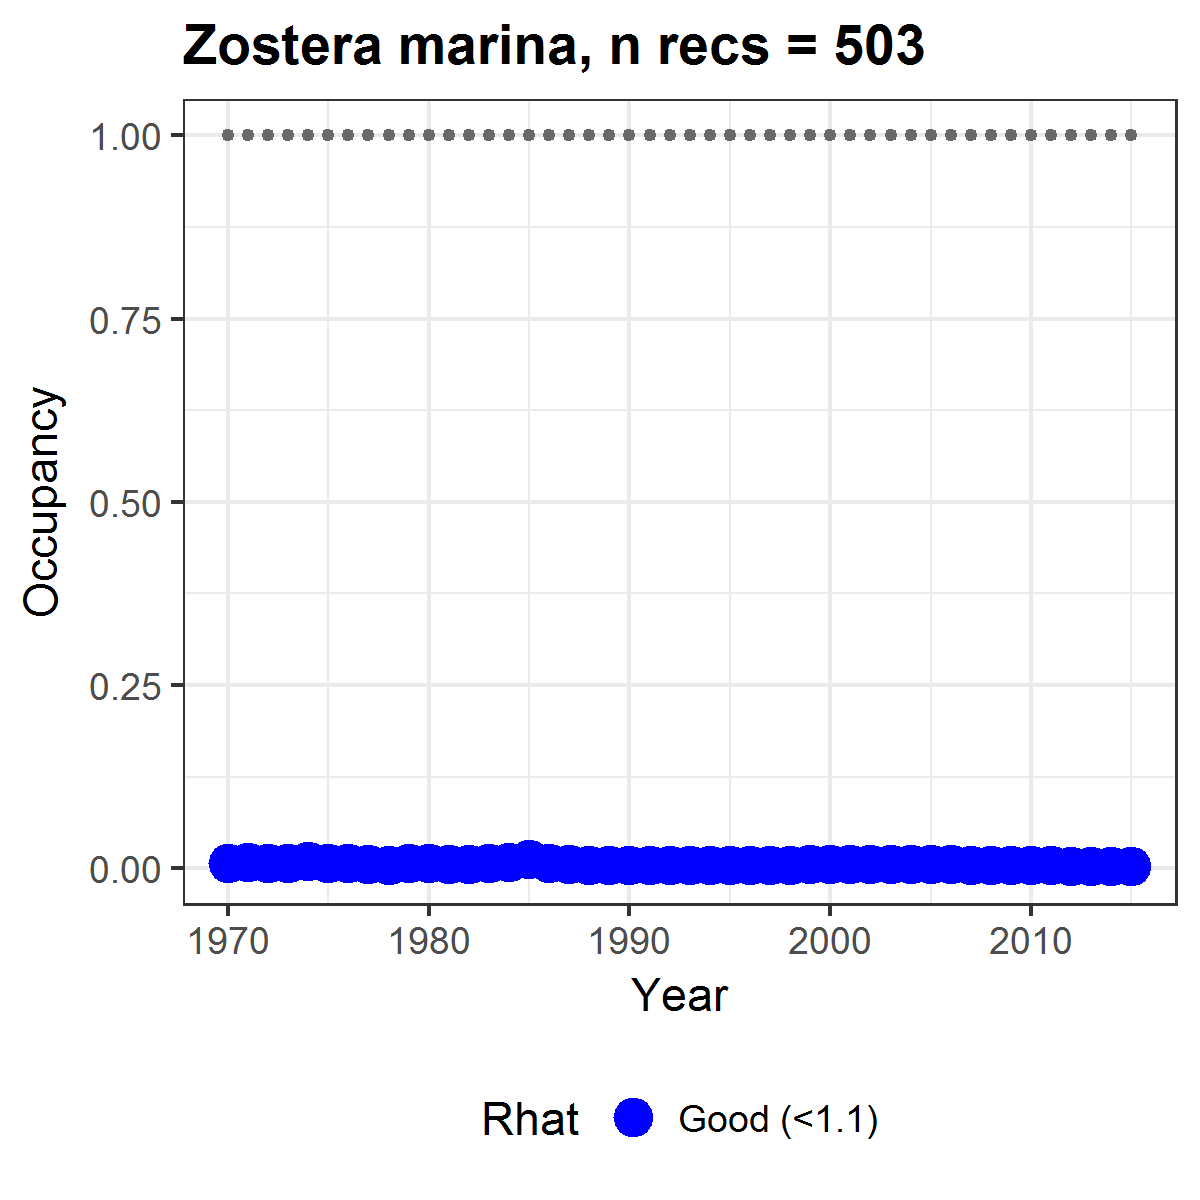 Zostera marina, n recs = 503
1.00
0.75
0.50
0.25
0.00
Occupancy
1970 1980 1990 2000 2010
Year
Rhat Good (<1.1)